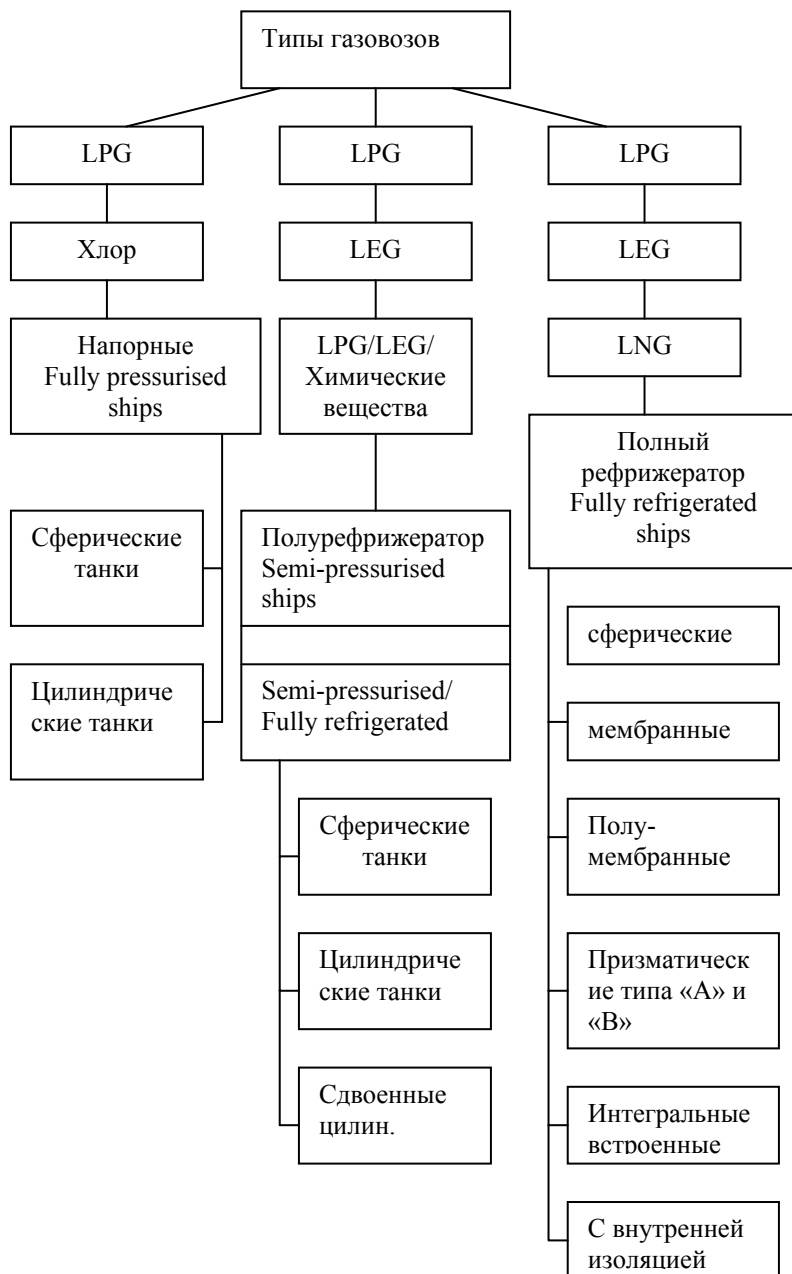 Типы газовозов
LPG
LPG
LPG
Хлор
LEG
LEG
Напорные
Fully pressurised
ships
LPG/LEG/
Химические
вещества
LNG
Полный
рефрижератор
Fully refrigerated
ships
Сферические
танки
Цилиндриче
ские танки
Полурефрижератор
Semi-pressurised
ships
Semi-pressurised/
Fully refrigerated
Сферические
танки
Цилиндриче
ские танки
Сдвоенные
цилин.
сферические
мембранные
Полу-
мембранные
Призматическ
ие типа «А» и
«В»
Интегральные
встроенные
С внутренней
изоляцией